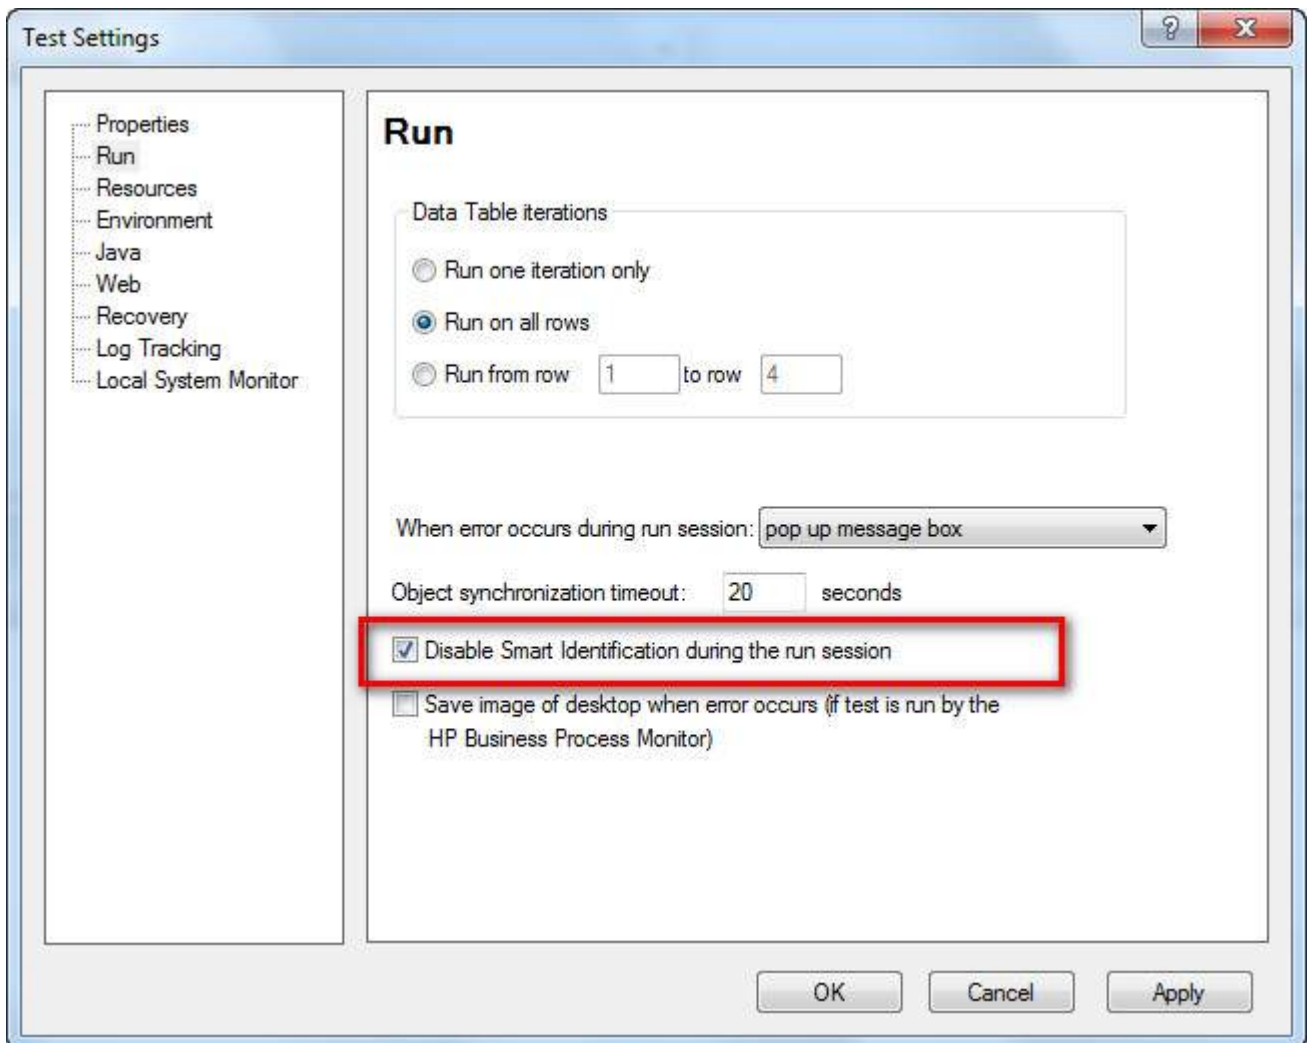 Test Settings
Properties
Run
Resources
Environment
Java
Web
Recovery
Log Tracking
Local System Monitor
Run
Data Table iterations
Run one iteration only
Run on all rows
Run from row 1 to row 4
When error occurs during run session: pop up message box
Object synchronization timeout: 20 seconds
Disable Smart Identification during the run session
Save image of desktop when error occurs (if test is run by the
HP Business Process Monitor)
OK Cancel Apply